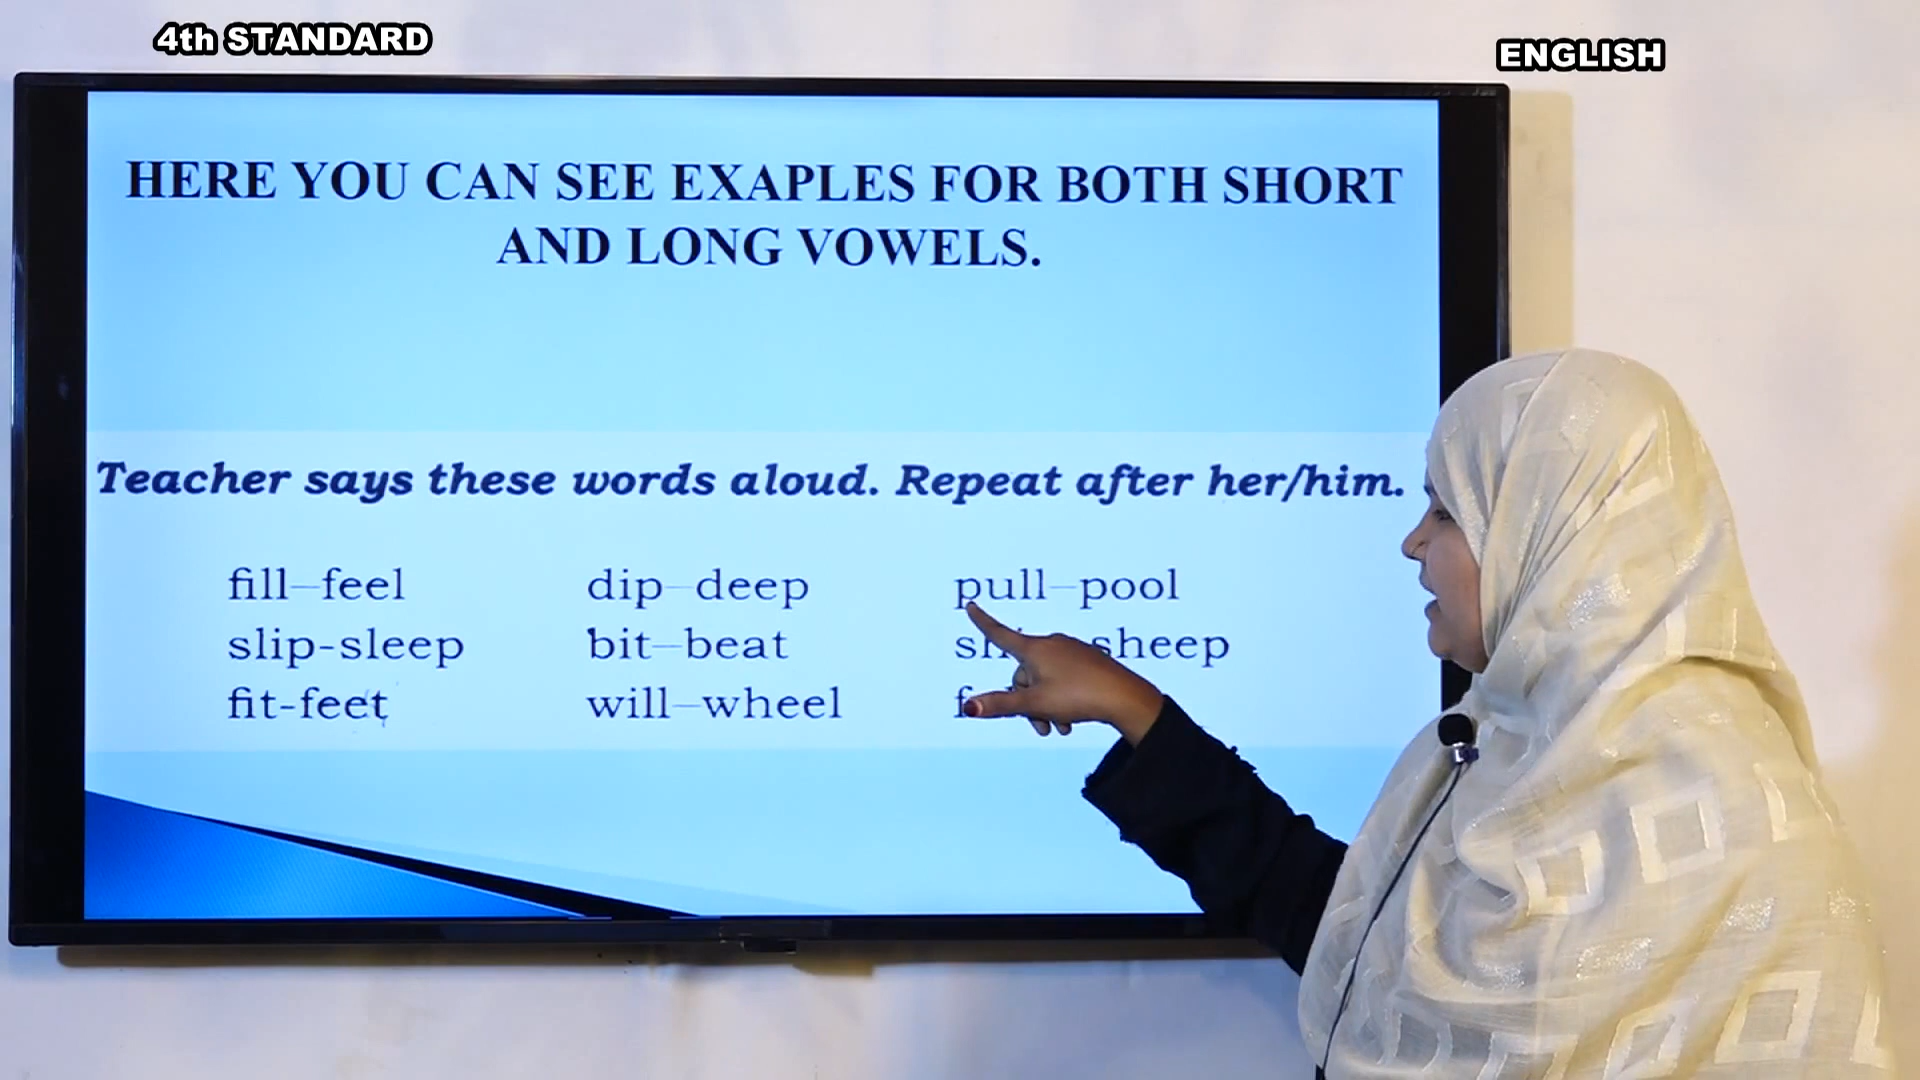 4th STANDARD
ENGLISH
HERE YOU CAN SEE EXAPLES FOR BOTH SHORT
AND LONG VOWELS.
Teacher says these words aloud. Repeat after her/him.
fill–feel dip–deep pull–pool
slip-sleep bit–beat sheep
fit-feet will–wheel